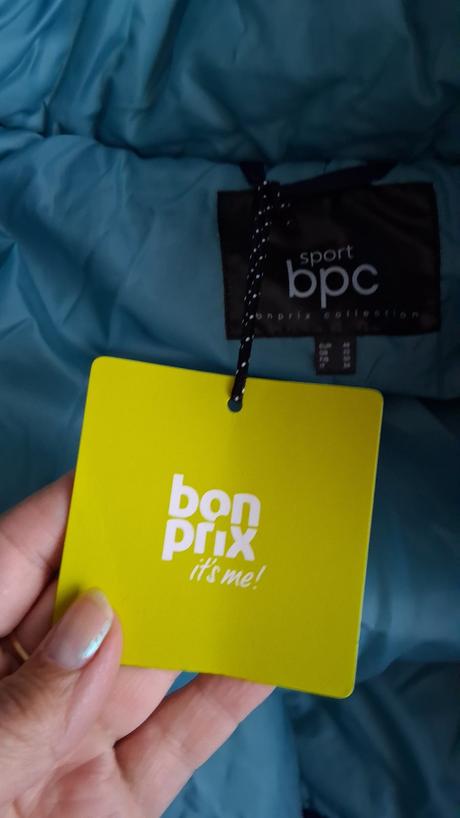 sport
bpc
bonprix collection
bon
prix
it's me!